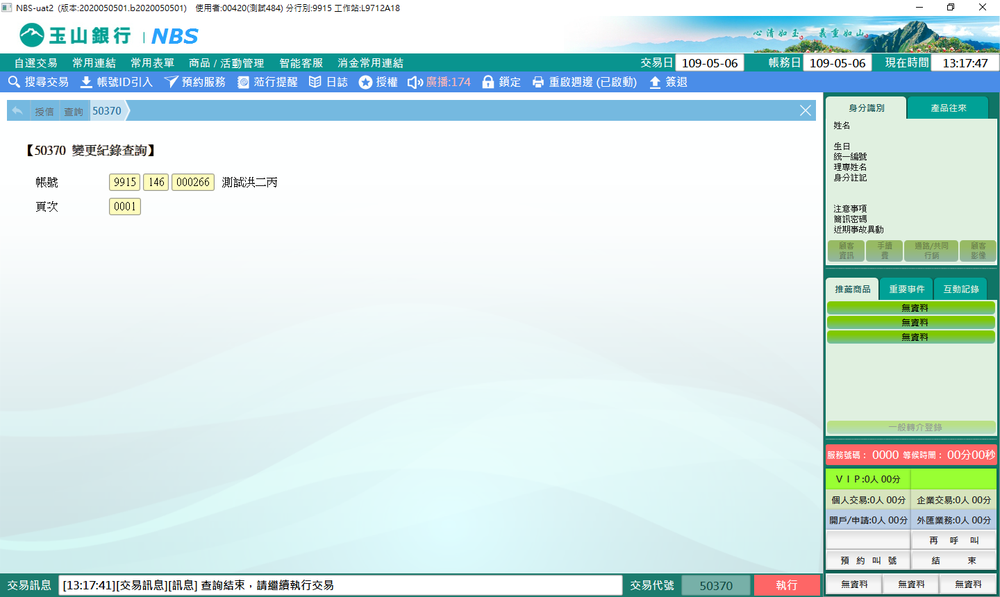 NBS-uat2 (版本:2020050501.b2020050501) 使用者:00420(測試484) 分行別:9915 工作站:L9712A18
玉山銀行 | NBS
心清如玉 義重如山
自選交易 常用連結 常用表單 商品 / 活動管理 智能客服 消金常用連結 交易日 109-05-06 帳務日 109-05-06 現在時間 13:17:47
搜尋交易 帳號ID引入 預約服務 蒞行提醒 日誌 授權 廣播:174 鎖定 重啟週邊 (已啟動) 簽退
授信 查詢 50370
【50370 變更紀錄查詢】
帳號 9915 146 000266 測試洪二丙
頁次 0001
身分識別 產品往來
姓名
生日
統一編號
理專姓名
身分註記
注意事項
簡訊密碼
近期事故異動
顧客資訊 手續費 通路/共同行銷 顧客影像
推薦商品 重要事件 互動記錄
無資料
無資料
無資料
一般轉介登錄
服務號碼： 0000 等候時間： 00分00秒
ＶＩＰ:0人 00分
個人交易:0人 00分 企業交易:0人 00分
開戶/申請:0人 00分 外匯業務:0人 00分
再 呼 叫
預 約 叫 號 結 束
交易訊息 [13:17:41][交易訊息][訊息] 查詢結束，請繼續執行交易 交易代號 50370 執行 無資料 無資料 無資料